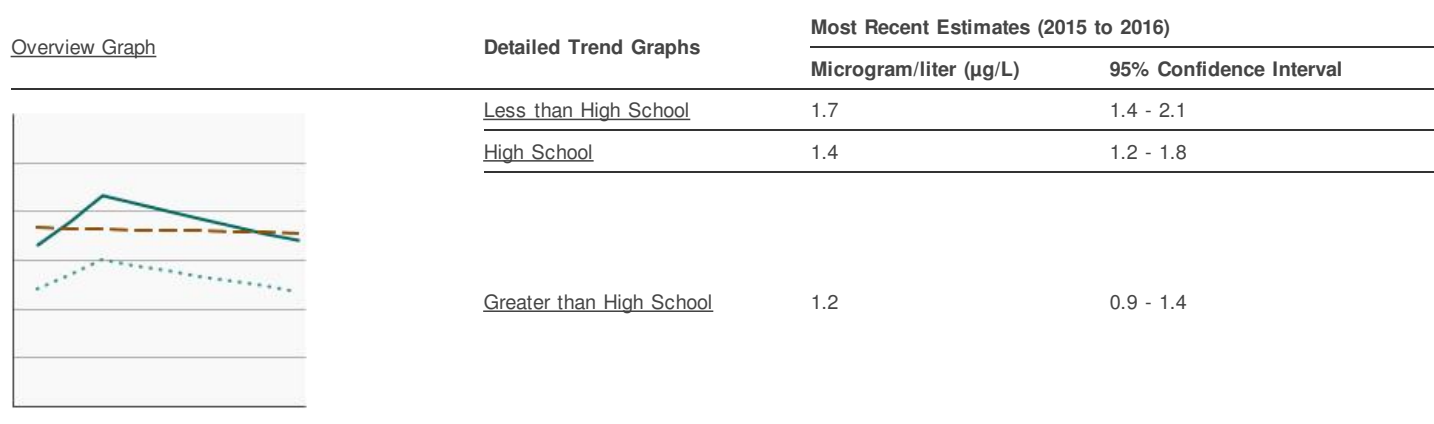 Most Recent Estimates (2015 to 2016)
Overview Graph Detailed Trend Graphs
Microgram/liter (µg/L) 95% Confidence Interval
Less than High School 1.7 1.4 - 2.1
High School 1.4 1.2 - 1.8
Greater than High School 1.2 0.9 - 1.4